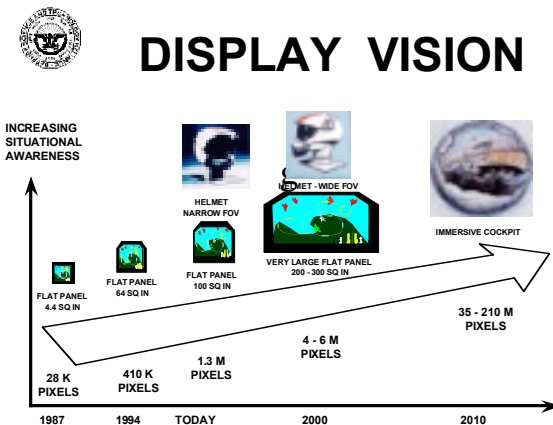 DISPLAY VISION
INCREASING
SITUATIONAL
AWARENESS
HELMET
NARROW FOV
g
HELMET - WIDE FOV
IMMERSIVE COCKPIT
FLAT PANEL
4.4 SQ IN
FLAT PANEL
64 SQ IN
FLAT PANEL
100 SQ IN
VERY LARGE FLAT PANEL
200 - 300 SQ IN
28 K
PIXELS
410 K
PIXELS
1.3 M
PIXELS
4 - 6 M
PIXELS
35 - 210 M
PIXELS
1987
1994
TODAY
2000
2010